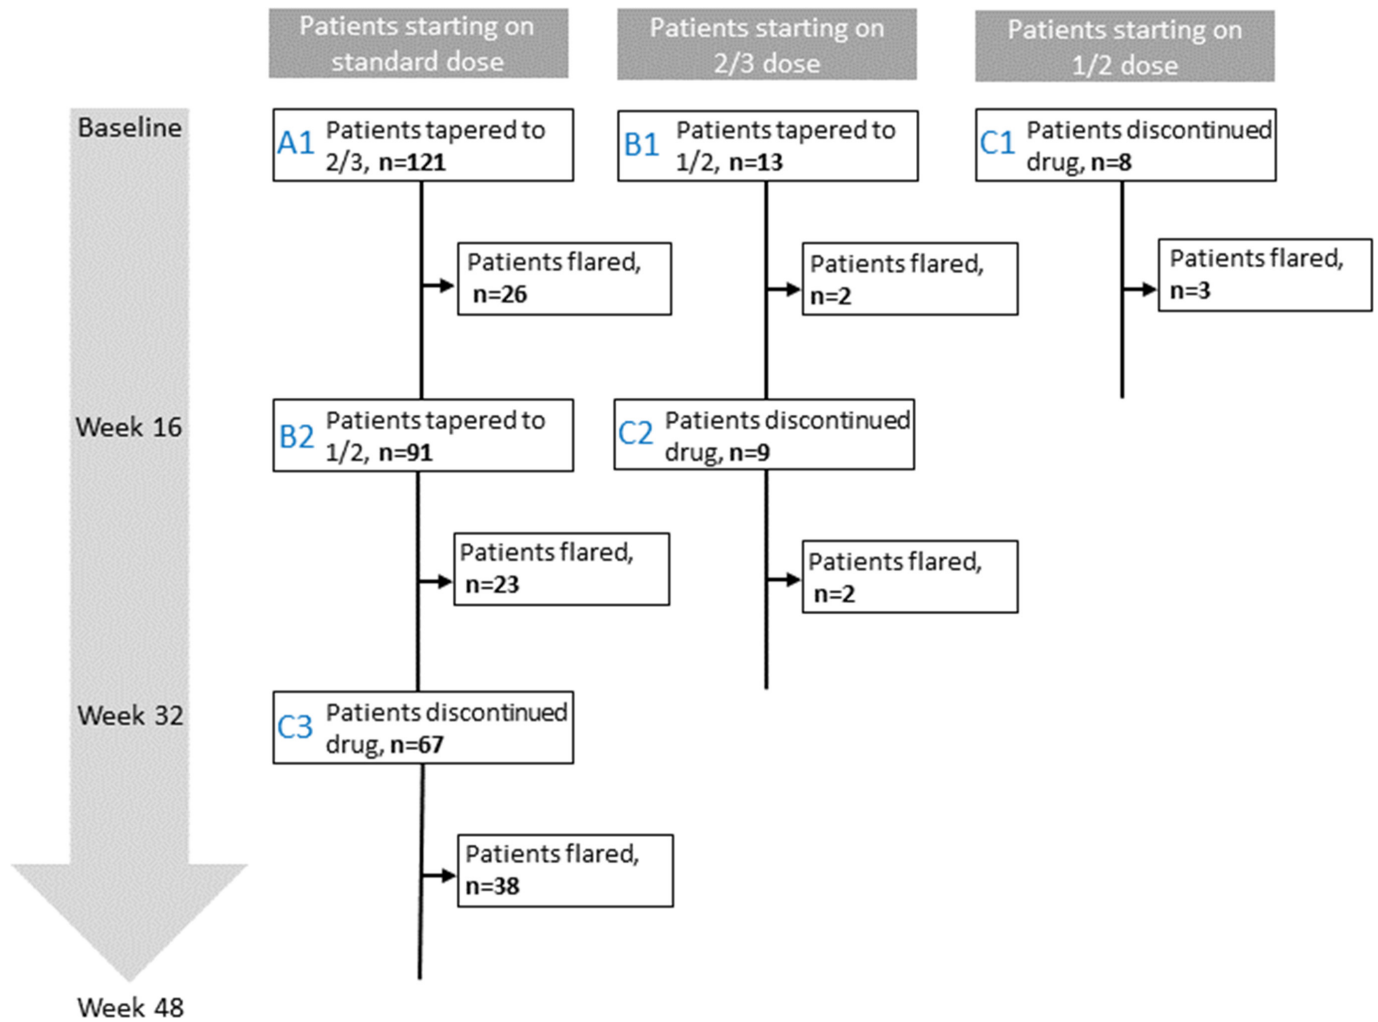 Patients starting on
standard dose
Patients starting on
2/3 dose
Patients starting on
1/2 dose
Baseline
A1 Patients tapered to
2/3, n=121
B1 Patients tapered to
1/2, n=13
C1 Patients discontinued
drug, n=8
Patients flared,
n=26
Patients flared,
n=2
Patients flared,
n=3
Week 16
B2 Patients tapered to
1/2, n=91
C2 Patients discontinued
drug, n=9
Patients flared,
n=23
Patients flared,
n=2
Week 32
C3 Patients discontinued
drug, n=67
Patients flared,
n=38
Week 48